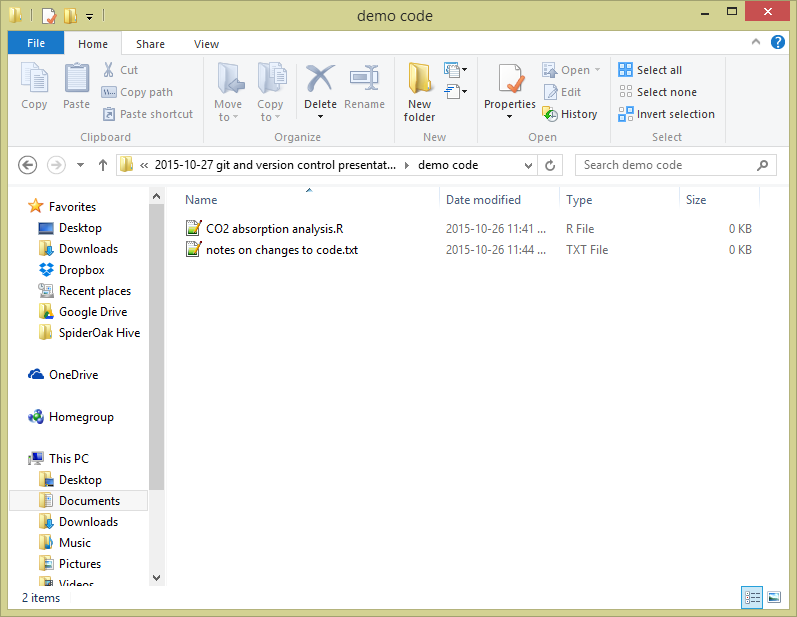 demo code
File Home Share View
Copy
Paste
Cut
Copy path
Paste shortcut
Clipboard
Move to
Copy to
Delete
Rename
Organize
New folder
New
Properties
Open
Edit
History
Open
Select all
Select none
Invert selection
Select
« 2015-10-27 git and version control presentat... demo code
Search demo code
Favorites
Desktop
Downloads
Dropbox
Recent places
Google Drive
SpiderOak Hive
OneDrive
Homegroup
This PC
Desktop
Documents
Downloads
Music
Pictures
Videos
Name Date modified Type Size
CO2 absorption analysis.R 2015-10-26 11:41 ... R File 0 KB
notes on changes to code.txt 2015-10-26 11:44 ... TXT File 0 KB
2 items